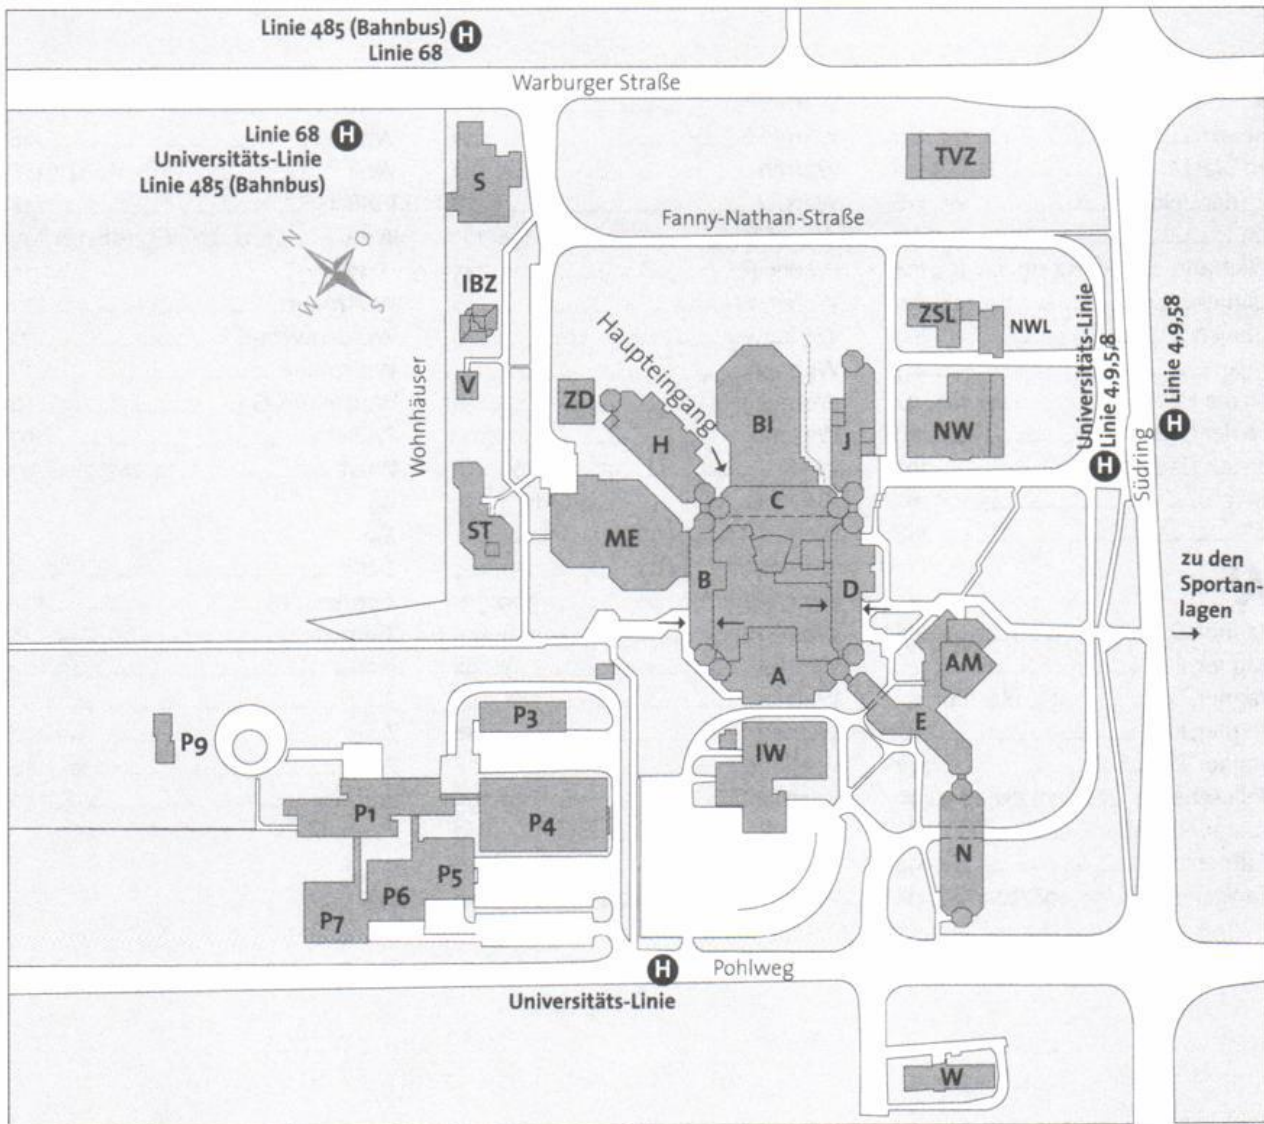 Linie 485 (Bahnbus) H
Linie 68
Warburger Straße
Linie 68 H
Universitäts-Linie
Linie 485 (Bahnbus)
S
TVZ
Fanny-Nathan-Straße
N
O
W
S
IBZ
ZSL
NWL
Universitäts-Linie
Linie 4,9,5,8
H
Linie 4,9,58
H
Südring
Haupteingang
Wohnhäuser
V
ZD
H
BI
J
NW
C
ST
ME
B
D
zu den
Sportan-
lagen
A
AM
E
P3
P9
IW
P1
P4
N
P5
P6
P7
H
Pohlweg
Universitäts-Linie
W